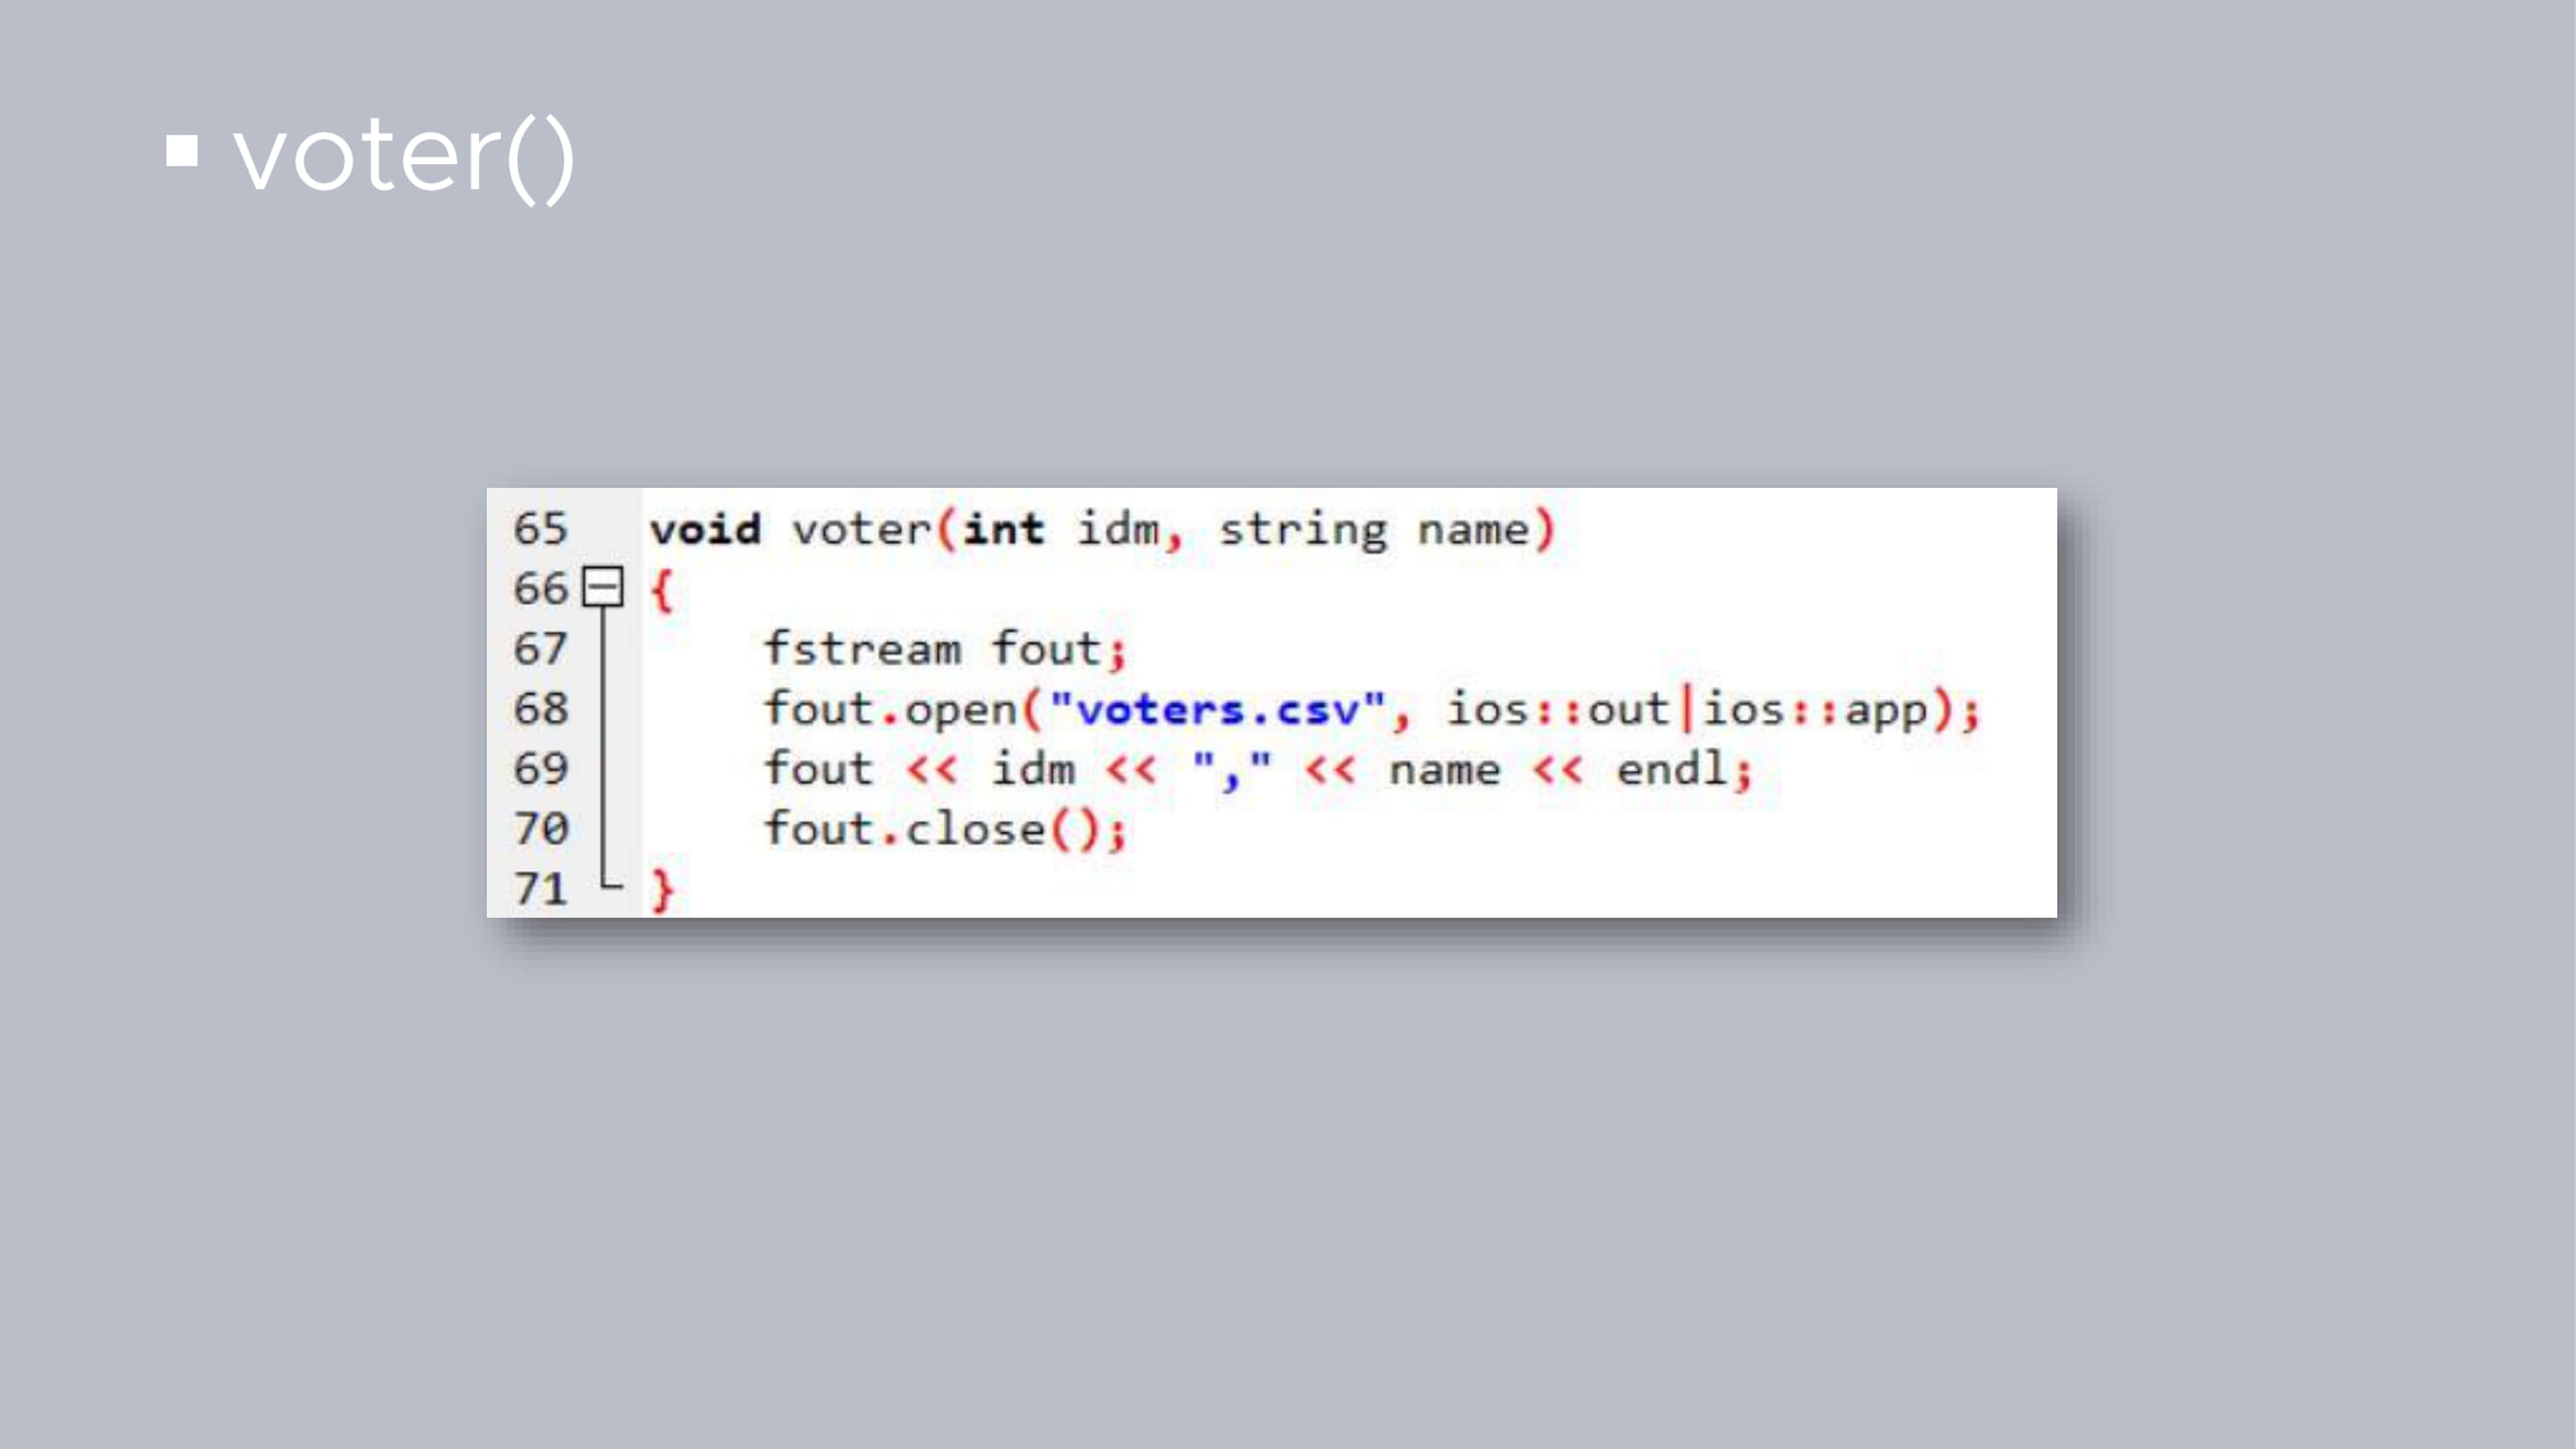 ▪ voter()
65 void voter(int idm, string name)
66 {
67 fstream fout;
68 fout.open("voters.csv", ios::out|ios::app);
69 fout << idm << "," << name << endl;
70 fout.close();
71 }